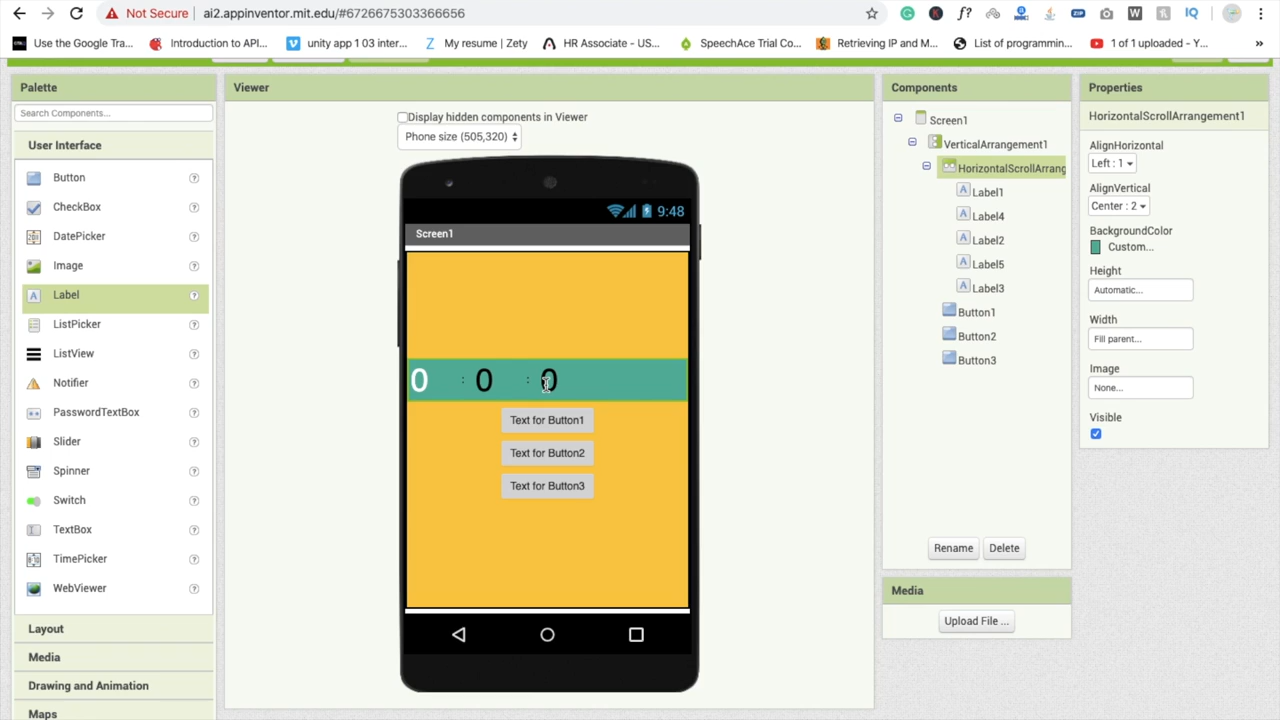 Not Secure ai2.appinventor.mit.edu/#6726675303366656
Use the Google Tra... Introduction to API... unity app 1 03 inter... My resume | Zety HR Associate - US... SpeechAce Trial Co... Retrieving IP and M... List of programmin... 1 of 1 uploaded - Y... »
Palette
Search Components...
User Interface
Button ?
CheckBox ?
DatePicker ?
Image ?
Label ?
ListPicker ?
ListView ?
Notifier ?
PasswordTextBox ?
Slider ?
Spinner ?
Switch ?
TextBox ?
TimePicker ?
WebViewer ?
Layout
Media
Drawing and Animation
Maps
Viewer
Display hidden components in Viewer
Phone size (505,320)
9:48
Screen1
0 : 0 : 0
Text for Button1
Text for Button2
Text for Button3
Components
Screen1
VerticalArrangement1
HorizontalScrollArrang
Label1
Label4
Label2
Label5
Label3
Button1
Button2
Button3
Rename Delete
Media
Upload File ...
Properties
HorizontalScrollArrangement1
AlignHorizontal
Left : 1
AlignVertical
Center : 2
BackgroundColor
Custom...
Height
Automatic...
Width
Fill parent...
Image
None...
Visible